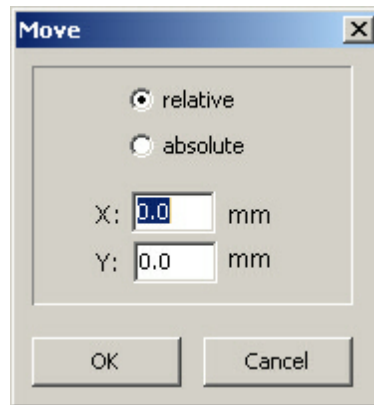 Move
relative
absolute
X: 0.0 mm
Y: 0.0 mm
OK Cancel